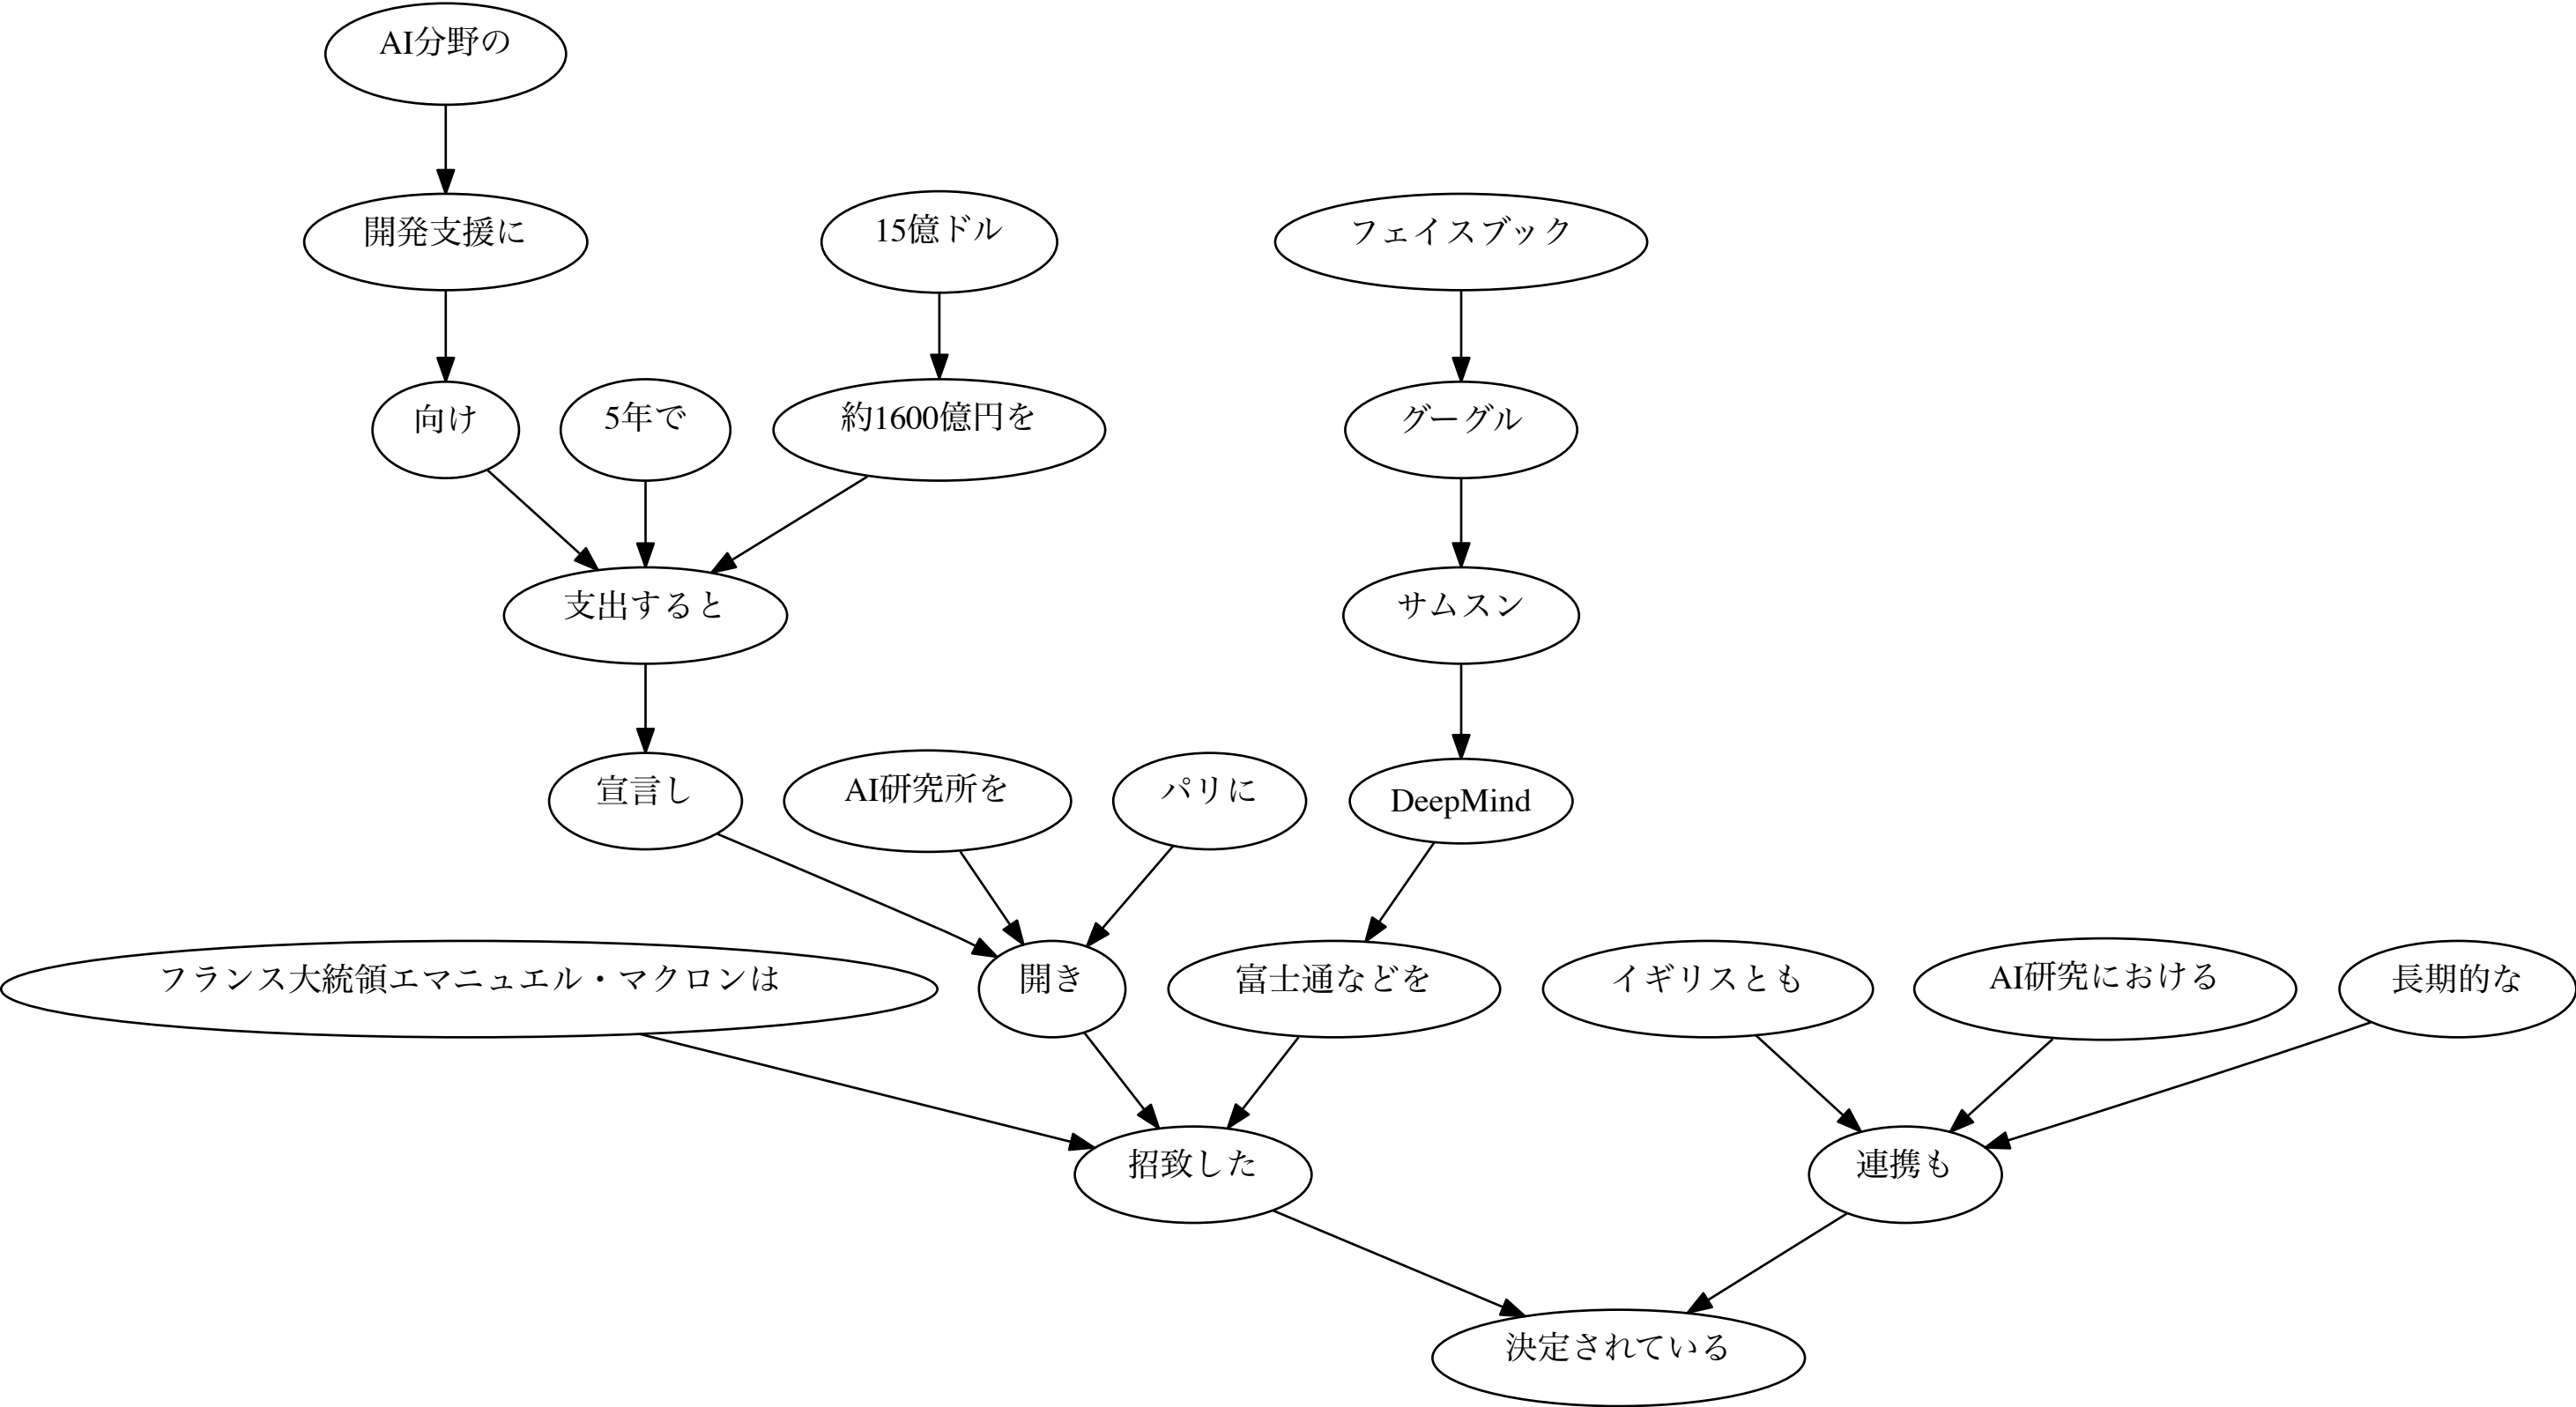 AI分野の
開発支援に
15億ドル
フェイスブック
向け
5年で
約1600億円を
グーグル
支出すると
サムスン
宣言し
AI研究所を
パリに
DeepMind
フランス大統領エマニュエル・マクロンは
開き
富士通などを
イギリスとも
AI研究における
長期的な
招致した
連携も
決定されている